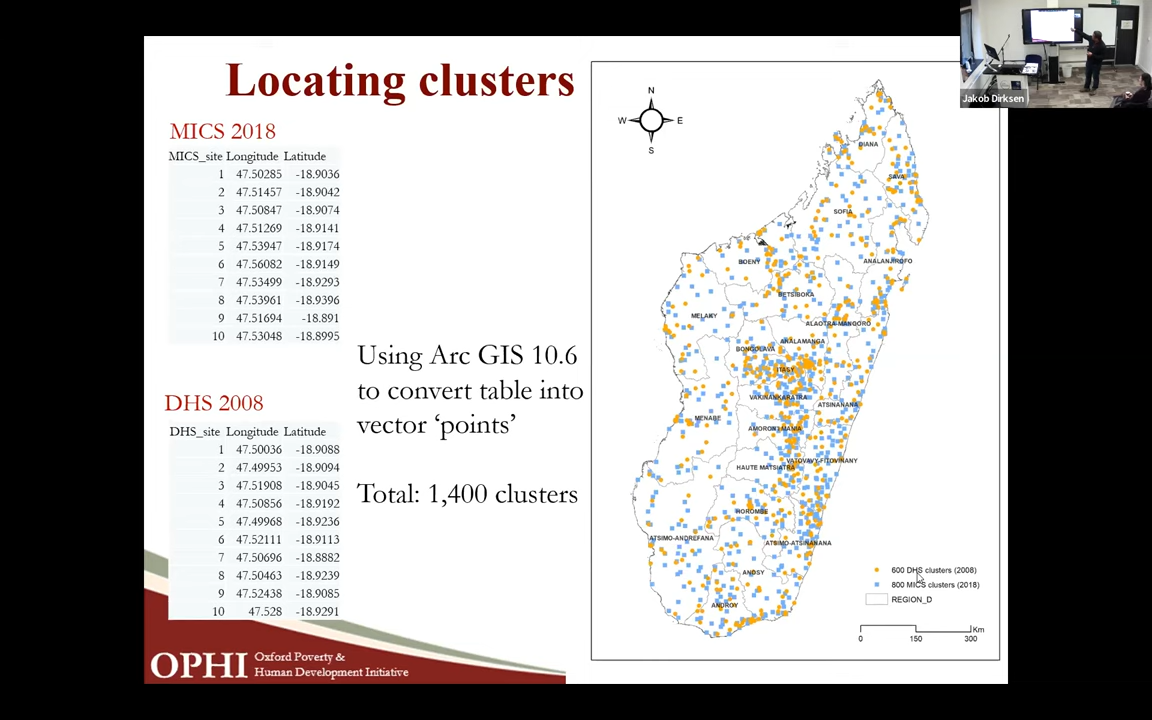 Locating clusters
MICS 2018
MICS_site Longitude Latitude
1 47.50285 -18.9036
2 47.51457 -18.9042
3 47.50847 -18.9074
4 47.51269 -18.9141
5 47.53947 -18.9174
6 47.56082 -18.9149
7 47.53499 -18.9293
8 47.53961 -18.9396
9 47.51694 -18.891
10 47.53048 -18.8995
DHS 2008
DHS_site Longitude Latitude
1 47.50036 -18.9088
2 47.49953 -18.9094
3 47.51908 -18.9045
4 47.50856 -18.9192
5 47.49968 -18.9236
6 47.52111 -18.9113
7 47.50696 -18.8882
8 47.50463 -18.9239
9 47.52438 -18.9085
10 47.528 -18.9291
Using Arc GIS 10.6
to convert table into
vector ‘points’
Total: 1,400 clusters
OPHI
Oxford Poverty &
Human Development Initiative
N
W E
S
DIANA
SAVA
SOFIA
BOENY
ANALANJIROFO
BETSIBOKA
MELAKY
ALAOTRA-MANGORO
ANALAMANGA
BONGOLAVA
ITASY
VAKINANKARATRA
ATSINANANA
MENABE
AMORON'I MANIA
VATOVAVY-FITOVINANY
HAUTE MATSIATRA
HOROMBE
ATSIMO-ANDREFANA
ATSIMO-ATSINANANA
ANOSY
ANDROY
600 DHS clusters (2008)
800 MICS clusters (2018)
REGION_D
Km
0 150 300
Jakob Dirksen